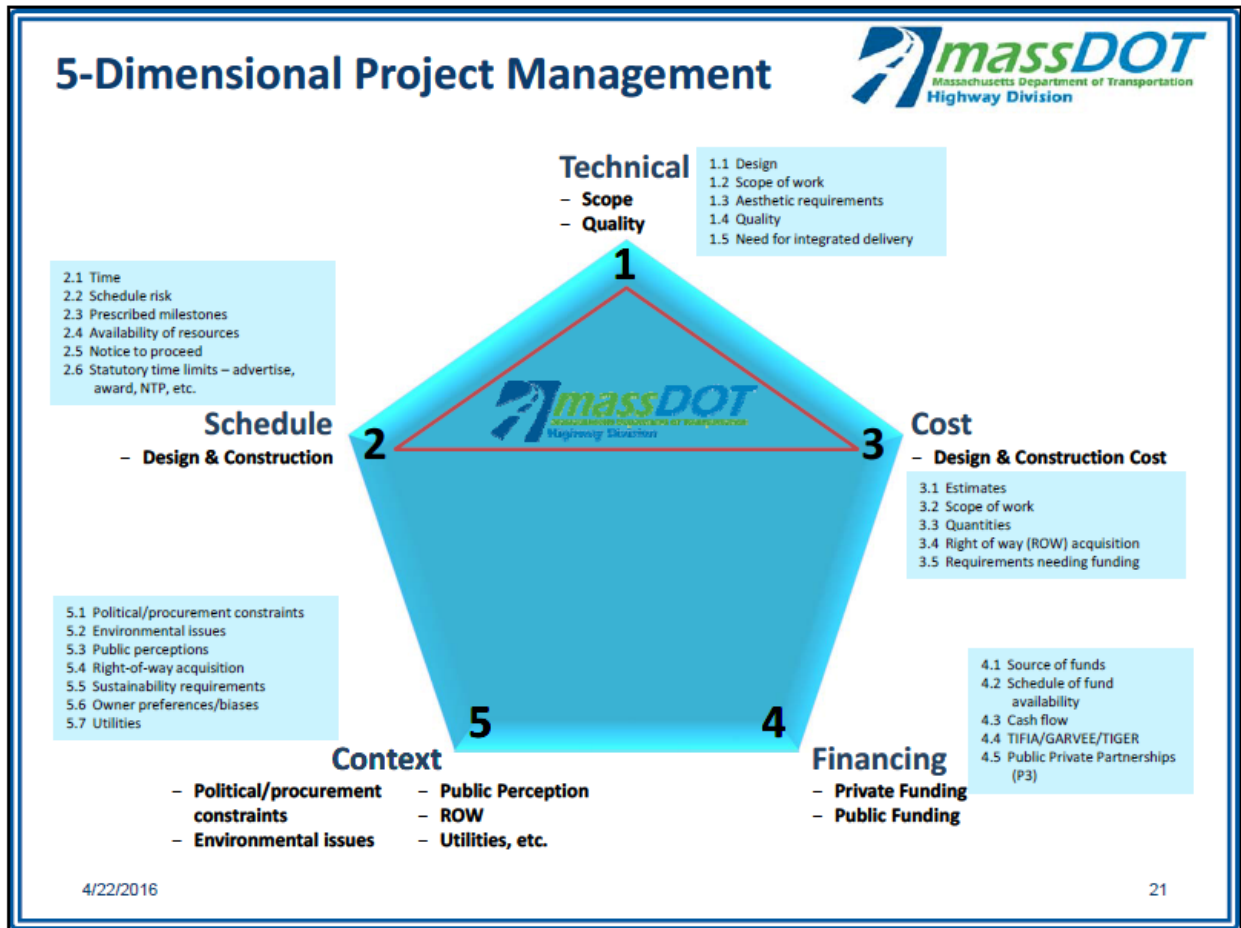 5-Dimensional Project Management
massDOT
Massachusetts Department of Transportation
Highway Division
Technical
– Scope
– Quality
1.1 Design
1.2 Scope of work
1.3 Aesthetic requirements
1.4 Quality
1.5 Need for integrated delivery
1
2.1 Time
2.2 Schedule risk
2.3 Prescribed milestones
2.4 Availability of resources
2.5 Notice to proceed
2.6 Statutory time limits – advertise,
award, NTP, etc.
Schedule
– Design & Construction
2
massDOT
Highway Division
3
Cost
– Design & Construction Cost
3.1 Estimates
3.2 Scope of work
3.3 Quantities
3.4 Right of way (ROW) acquisition
3.5 Requirements needing funding
5.1 Political/procurement constraints
5.2 Environmental issues
5.3 Public perceptions
5.4 Right-of-way acquisition
5.5 Sustainability requirements
5.6 Owner preferences/biases
5.7 Utilities
5
Context
– Political/procurement
constraints
– Environmental issues
– Public Perception
– ROW
– Utilities, etc.
4
4.1 Source of funds
4.2 Schedule of fund
availability
4.3 Cash flow
4.4 TIFIA/GARVEE/TIGER
4.5 Public Private Partnerships
(P3)
Financing
– Private Funding
– Public Funding
4/22/2016
21